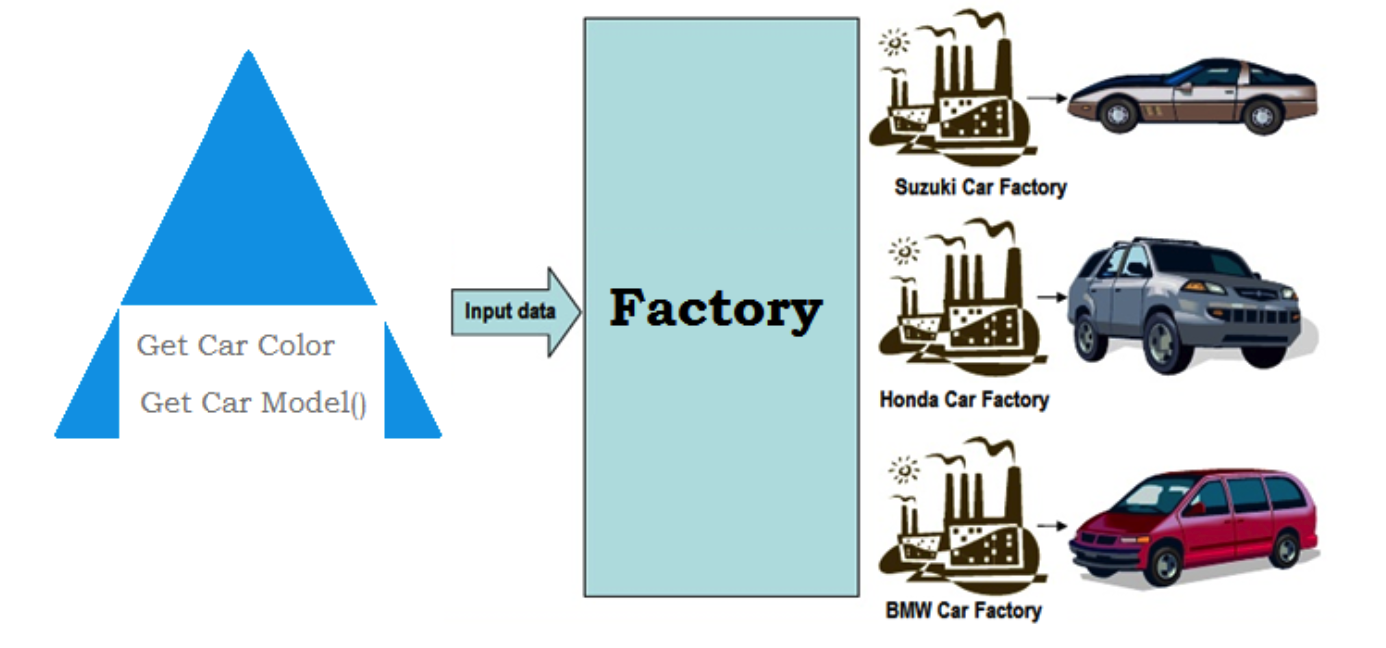 Get Car Color
Get Car Model()
Input data
Factory
Suzuki Car Factory
Honda Car Factory
BMW Car Factory